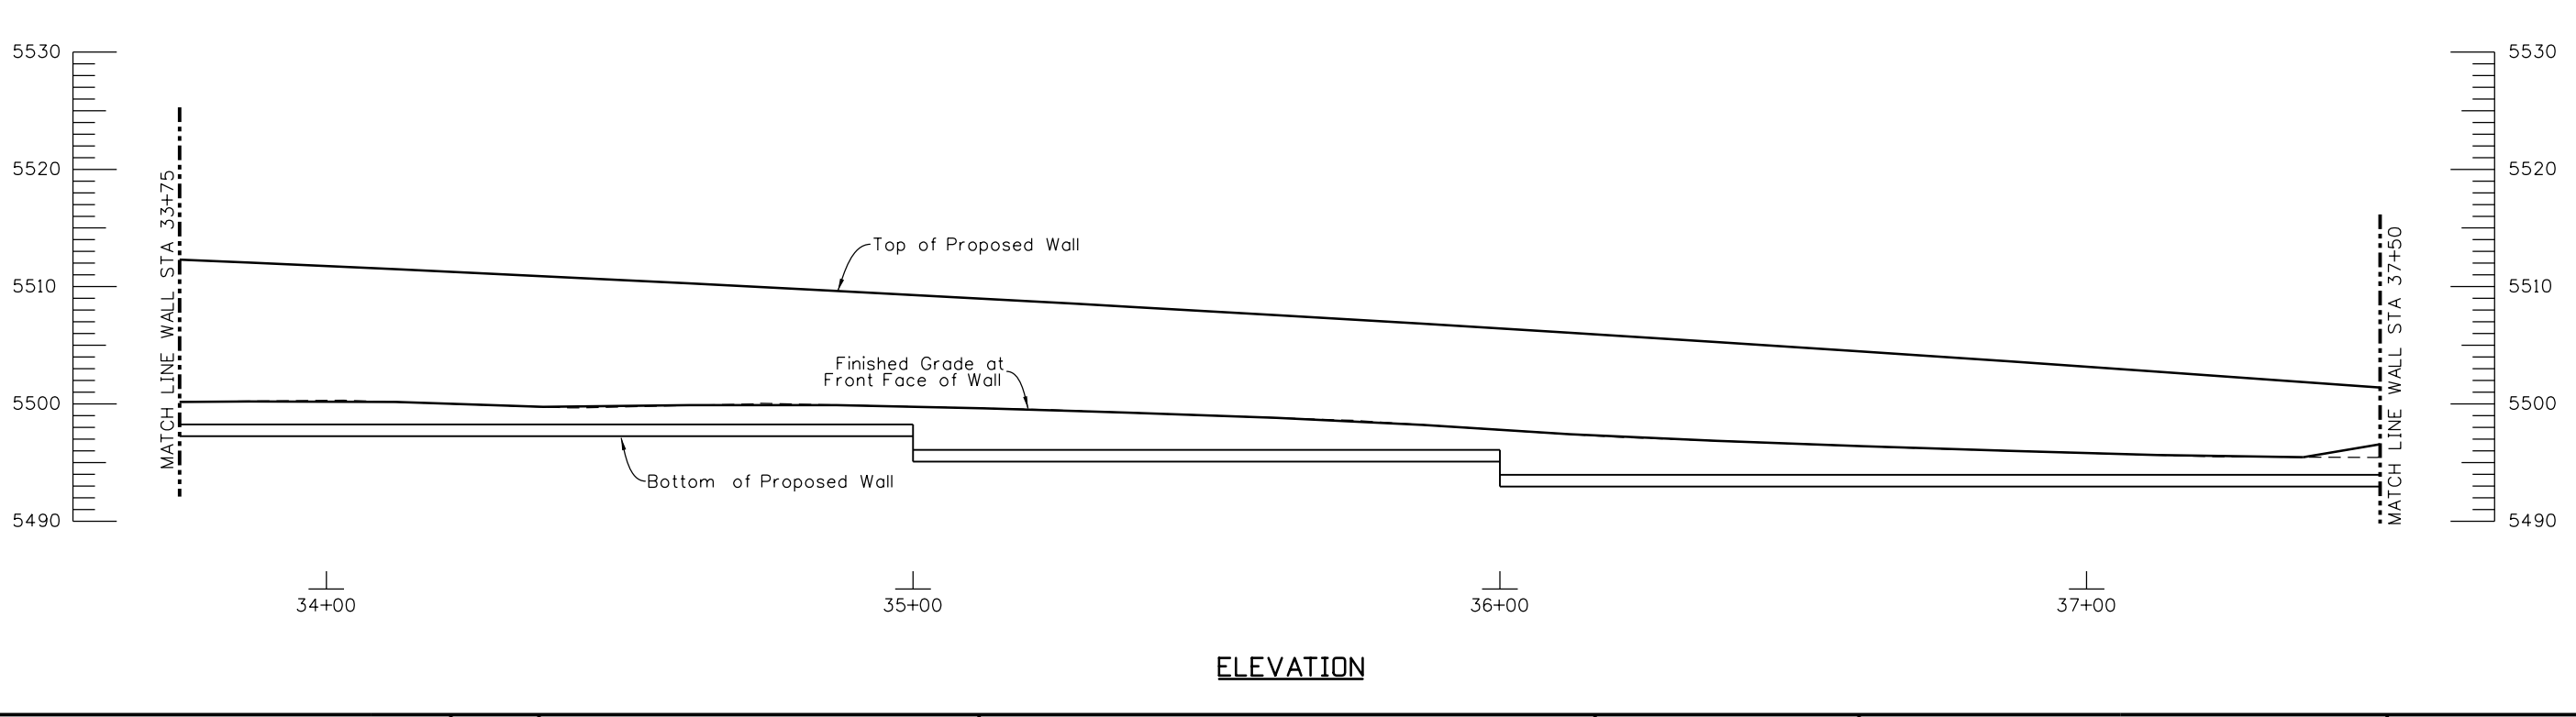 5530
5520
5510
5500
5490
MATCH LINE WALL STA 33+75
Top of Proposed Wall
Finished Grade at
Front Face of Wall
Bottom of Proposed Wall
MATCH LINE WALL STA 37+50
5530
5520
5510
5500
5490
34+00
35+00
36+00
37+00
ELEVATION